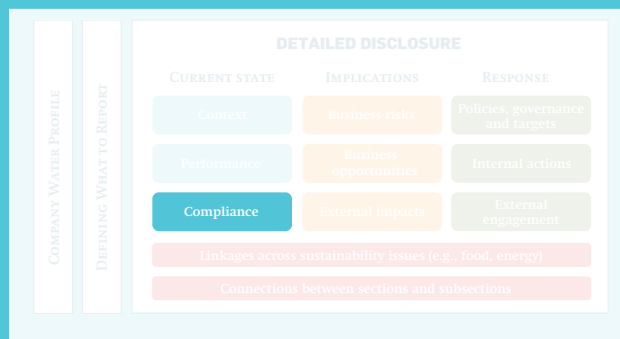 COMPANY WATER PROFILE
DEFINING WHAT TO REPORT
DETAILED DISCLOSURE
CURRENT STATE
IMPLICATIONS
RESPONSE
Context
Business risks
Policies, governance
and targets
Performance
Business
opportunities
Internal actions
Compliance
External impacts
External
engagement
Linkages across sustainability issues (e.g., food, energy)
Connections between sections and subsections